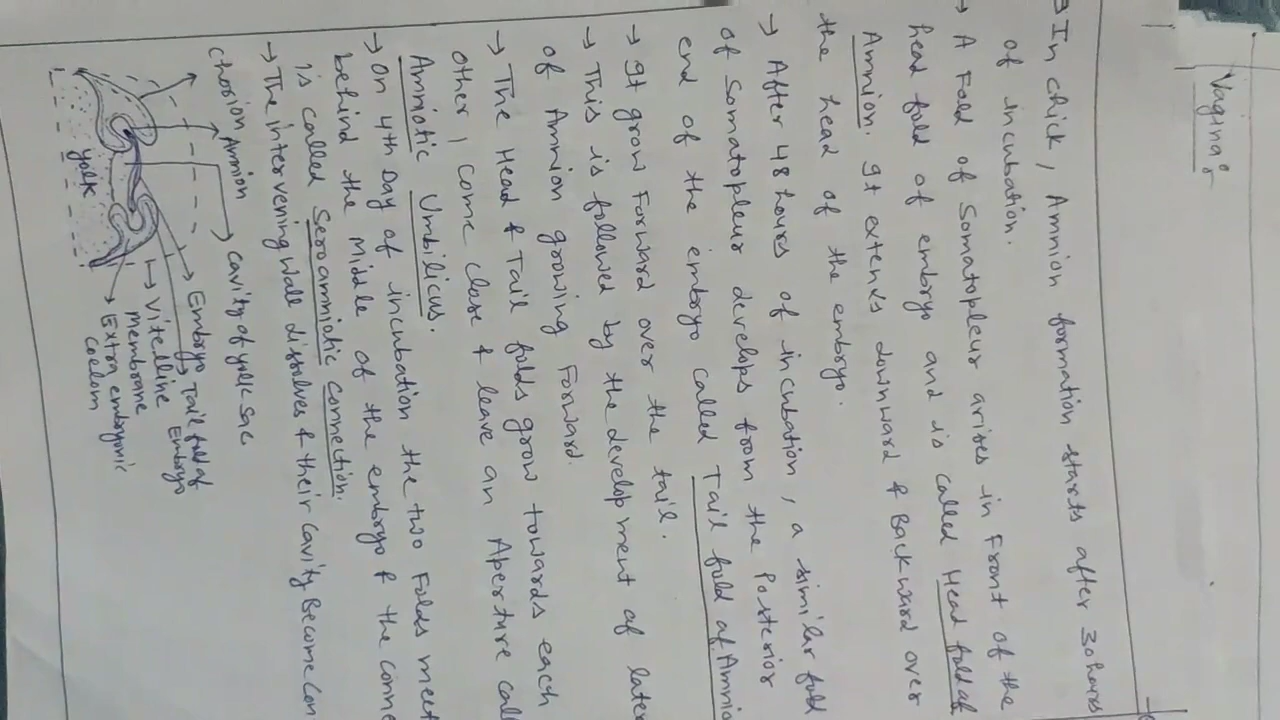 Vagina:
In chick, Amnion formation starts after 30 hours
of incubation.
→ A Fold of Somatopleur arises in Front of the
head fold of embryo and is called Head fold of
Amnion. It extends downward & Backward over
the head of the embryo.
→ After 48 hours of incubation, a similar fold
of Somatopleur develops from the Posterior
end of the embryo called Tail fold of Amnio
→ It grow Forward over the tail.
→ This is followed by the development of later
of Amnion growing Forward.
→ The Head & Tail folds grow towards each
other, Come close & leave an Aperture call
Amniotic Umbilicus.
→ On 4th Day of incubation the two Folds meet
behind the Middle of the embryo & the conne
is called Seroamniotic Connection.
→ The intervening Wall dissolves & their Cavity Become Con
Chorion
Amnion
Cavity of yolk sac
Embryo
Tail fold of
Embryo
Vitelline
membrane
Extra embryonic
coelom
yolk